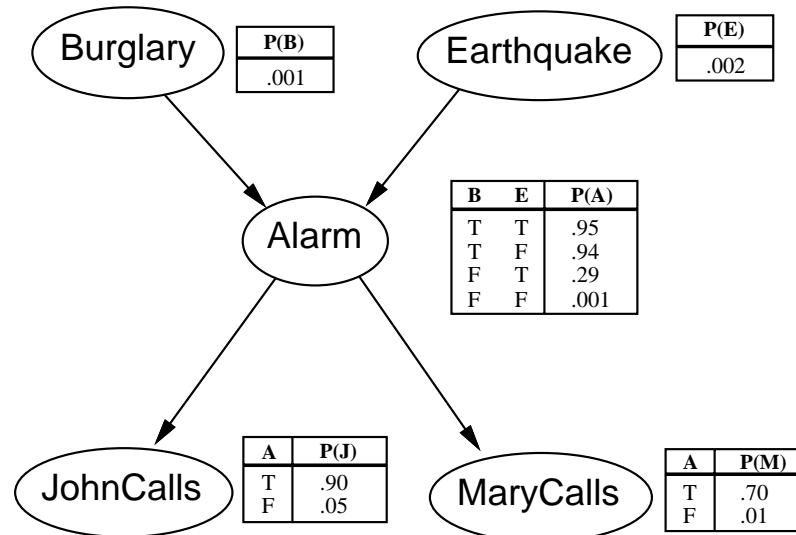 Burglary
P(B)
.001
Earthquake
P(E)
.002
Alarm
B E P(A)
T T .95
T F .94
F T .29
F F .001
JohnCalls
A P(J)
T .90
F .05
MaryCalls
A P(M)
T .70
F .01